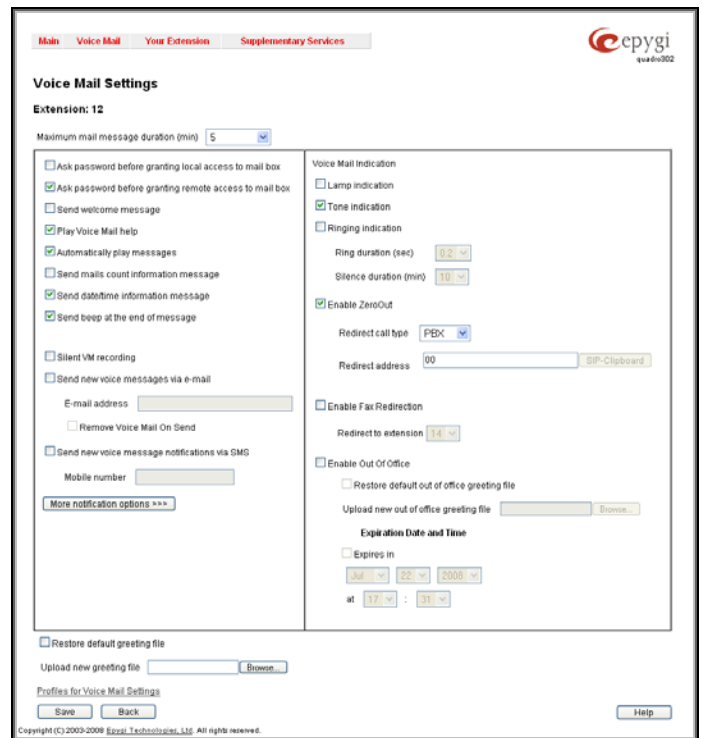 Main Voice Mail Your Extension Supplementary Services
epygi
quadro302
Voice Mail Settings
Extension: 12
Maximum mail message duration (min) 5
Ask password before granting local access to mail box
Ask password before granting remote access to mail box
Send welcome message
Play Voice Mail help
Automatically play messages
Send mails count information message
Send date/time information message
Send beep at the end of message
Silent VM recording
Send new voice messages via e-mail
E-mail address
Remove Voice Mail On Send
Send new voice message notifications via SMS
Mobile number
More notification options >>>
Voice Mail Indication
Lamp indication
Tone indication
Ringing indication
Ring duration (sec) 0.2
Silence duration (min) 10
Enable ZeroOut
Redirect call type PBX
Redirect address 00 SIP-Clipboard
Enable Fax Redirection
Redirect to extension 14
Enable Out Of Office
Restore default out of office greeting file
Upload new out of office greeting file Browse...
Expiration Date and Time
Expires in
Jul 22 2008
at 17 : 31
Restore default greeting file
Upload new greeting file Browse...
Profiles for Voice Mail Settings
Save Back Help
Copyright (C) 2003-2008 Epygi Technologies, Ltd. All rights reserved.